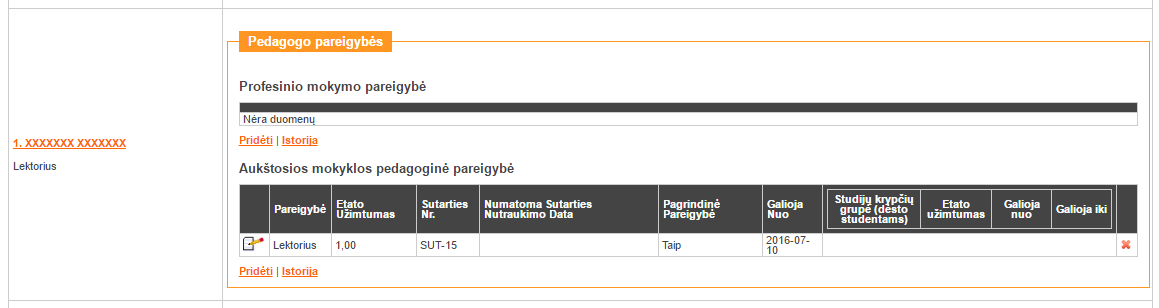 Pedagogo pareigybės
Profesinio mokymo pareigybė
Nėra duomenų
Pridėti | Istorija
1. XXXXXXX XXXXXXX
Lektorius
Aukštosios mokyklos pedagoginė pareigybė
Pareigybė
Etato
Užimtumas
Sutarties
Nr.
Numatoma Sutarties
Nutraukimo Data
Pagrindinė
Pareigybė
Galioja
Nuo
Studijų krypčių
grupė (dėsto
studentams)
Etato
užimtumas
Galioja
nuo
Galioja iki
Lektorius
1,00
SUT-15
Taip
2016-07-
10
Pridėti | Istorija